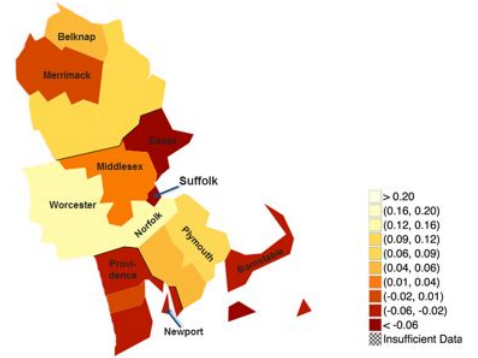 Belknap
Merrimack
Essex
Middlesex
Suffolk
Worcester
Norfolk
Plymouth
Provi-
dence
Barnstable
Newport
> 0.20
(0.16, 0.20)
(0.12, 0.16)
(0.09, 0.12)
(0.06, 0.09)
(0.04, 0.06)
(0.01, 0.04)
(-0.02, 0.01)
(-0.06, -0.02)
< -0.06
Insufficient Data